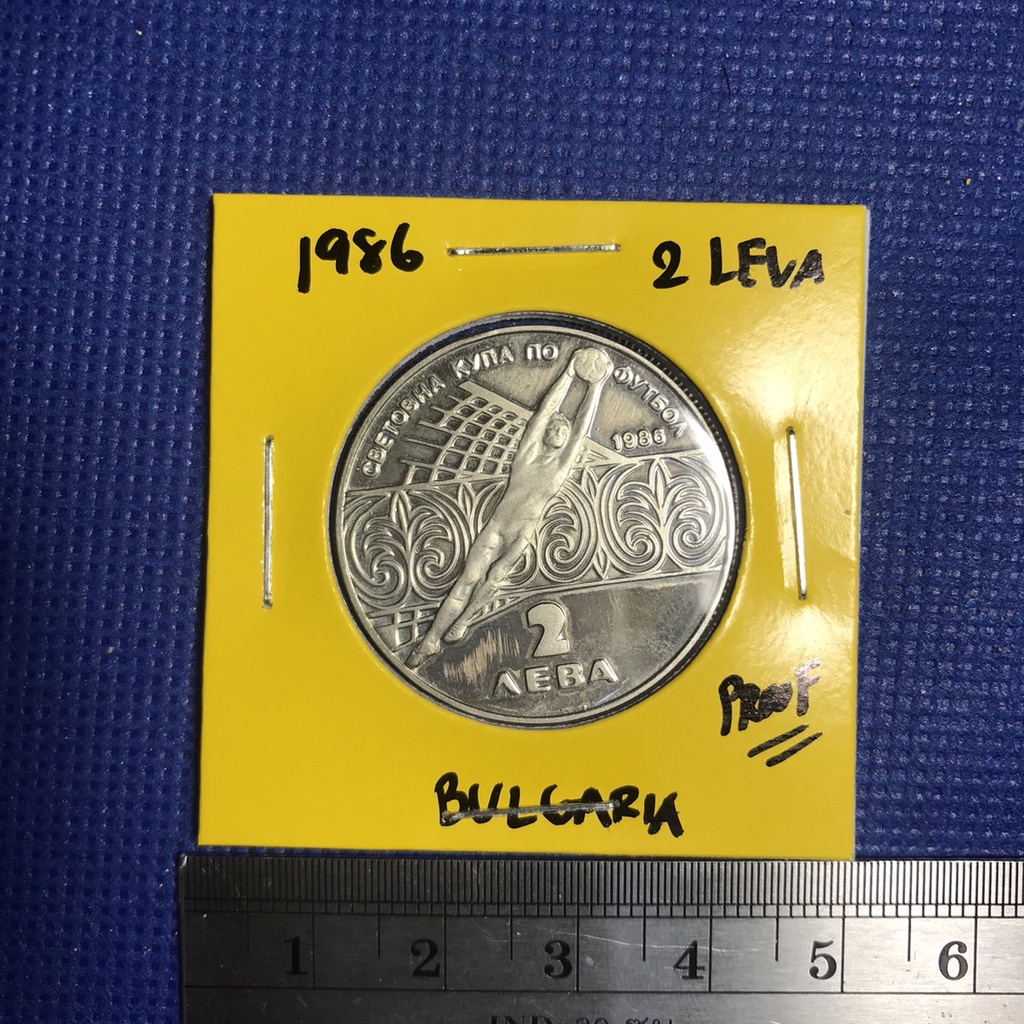 1986
2 LEVA
СВЕТОВНА КУПА ПО ФУТБОЛ
1986
2
ЛЕВА
PROOF
BULGARIA
1 2 3 4 5 6